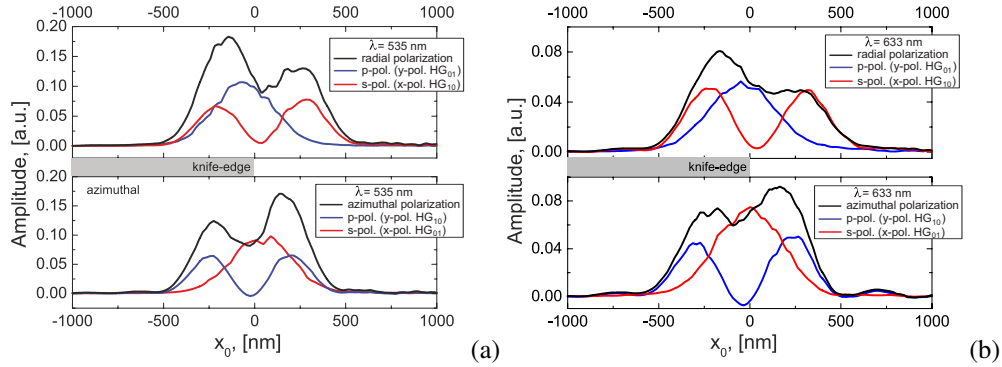 -1000 -500 0 500 1000
0.20
0.15
0.10
0.05
0.00
λ= 535 nm
radial polarization
p-pol. (y-pol. HG01)
s-pol. (x-pol. HG10)
knife-edge
azimuthal
0.20
0.15
0.10
0.05
0.00
λ= 535 nm
azimuthal polarization
p-pol. (y-pol. HG10)
s-pol. (x-pol. HG01)
Amplitude, [a.u.]
-1000 -500 0 500 1000
x0, [nm]
(a)
-1000 -500 0 500 1000
0.08
0.04
0.00
λ= 633 nm
radial polarization
p-pol. (y-pol. HG01)
s-pol. (x-pol. HG10)
knife-edge
0.08
0.04
0.00
λ= 633 nm
azimuthal polarization
p-pol. (y-pol. HG10)
s-pol. (x-pol. HG01)
Amplitude, [a.u.]
-1000 -500 0 500 1000
x0, [nm]
(b)